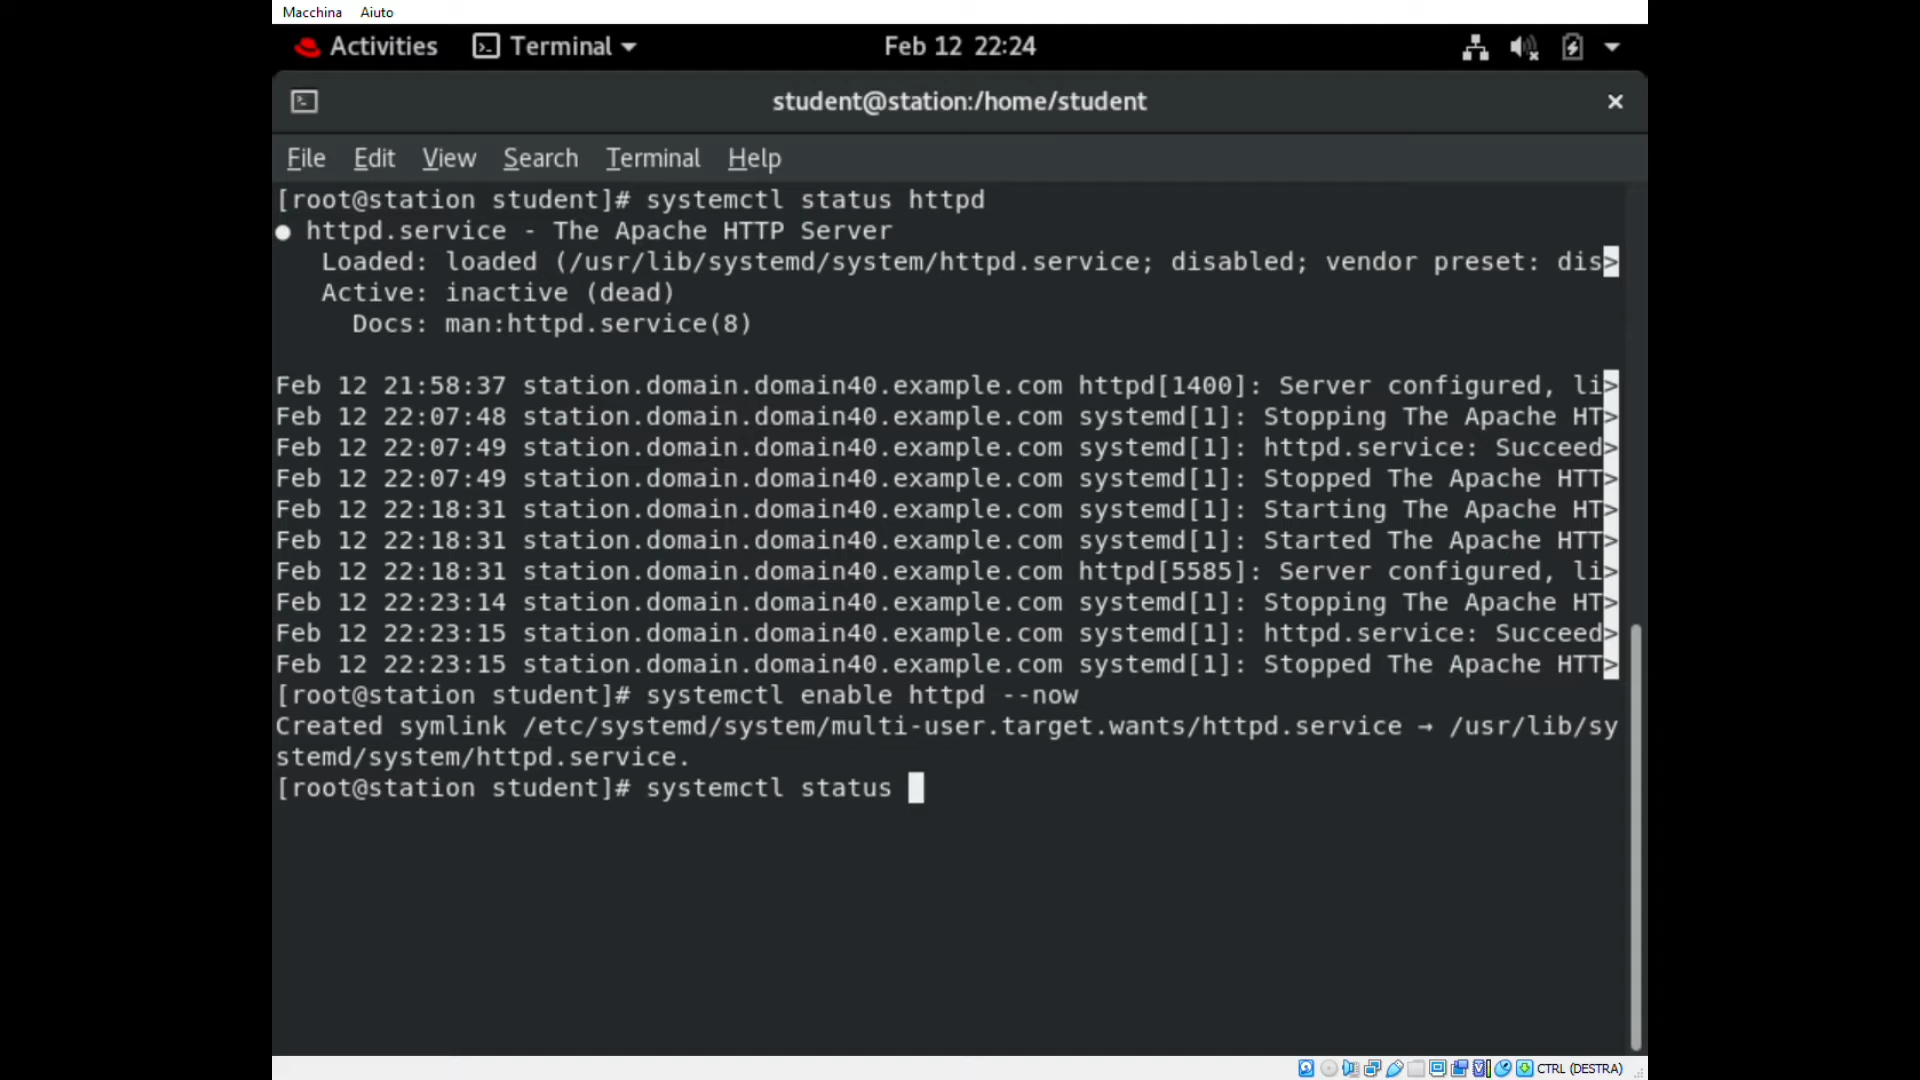 Macchina Aiuto
Activities Terminal Feb 12 22:24
student@station:/home/student
File Edit View Search Terminal Help
[root@station student]# systemctl status httpd
● httpd.service - The Apache HTTP Server
Loaded: loaded (/usr/lib/systemd/system/httpd.service; disabled; vendor preset: dis>
Active: inactive (dead)
Docs: man:httpd.service(8)
Feb 12 21:58:37 station.domain.domain40.example.com httpd[1400]: Server configured, li>
Feb 12 22:07:48 station.domain.domain40.example.com systemd[1]: Stopping The Apache HT>
Feb 12 22:07:49 station.domain.domain40.example.com systemd[1]: httpd.service: Succeed>
Feb 12 22:07:49 station.domain.domain40.example.com systemd[1]: Stopped The Apache HTT>
Feb 12 22:18:31 station.domain.domain40.example.com systemd[1]: Starting The Apache HT>
Feb 12 22:18:31 station.domain.domain40.example.com systemd[1]: Started The Apache HTT>
Feb 12 22:18:31 station.domain.domain40.example.com httpd[5585]: Server configured, li>
Feb 12 22:23:14 station.domain.domain40.example.com systemd[1]: Stopping The Apache HT>
Feb 12 22:23:15 station.domain.domain40.example.com systemd[1]: httpd.service: Succeed>
Feb 12 22:23:15 station.domain.domain40.example.com systemd[1]: Stopped The Apache HTT>
[root@station student]# systemctl enable httpd --now
Created symlink /etc/systemd/system/multi-user.target.wants/httpd.service → /usr/lib/sy
stemd/system/httpd.service.
[root@station student]# systemctl status
CTRL (DESTRA)